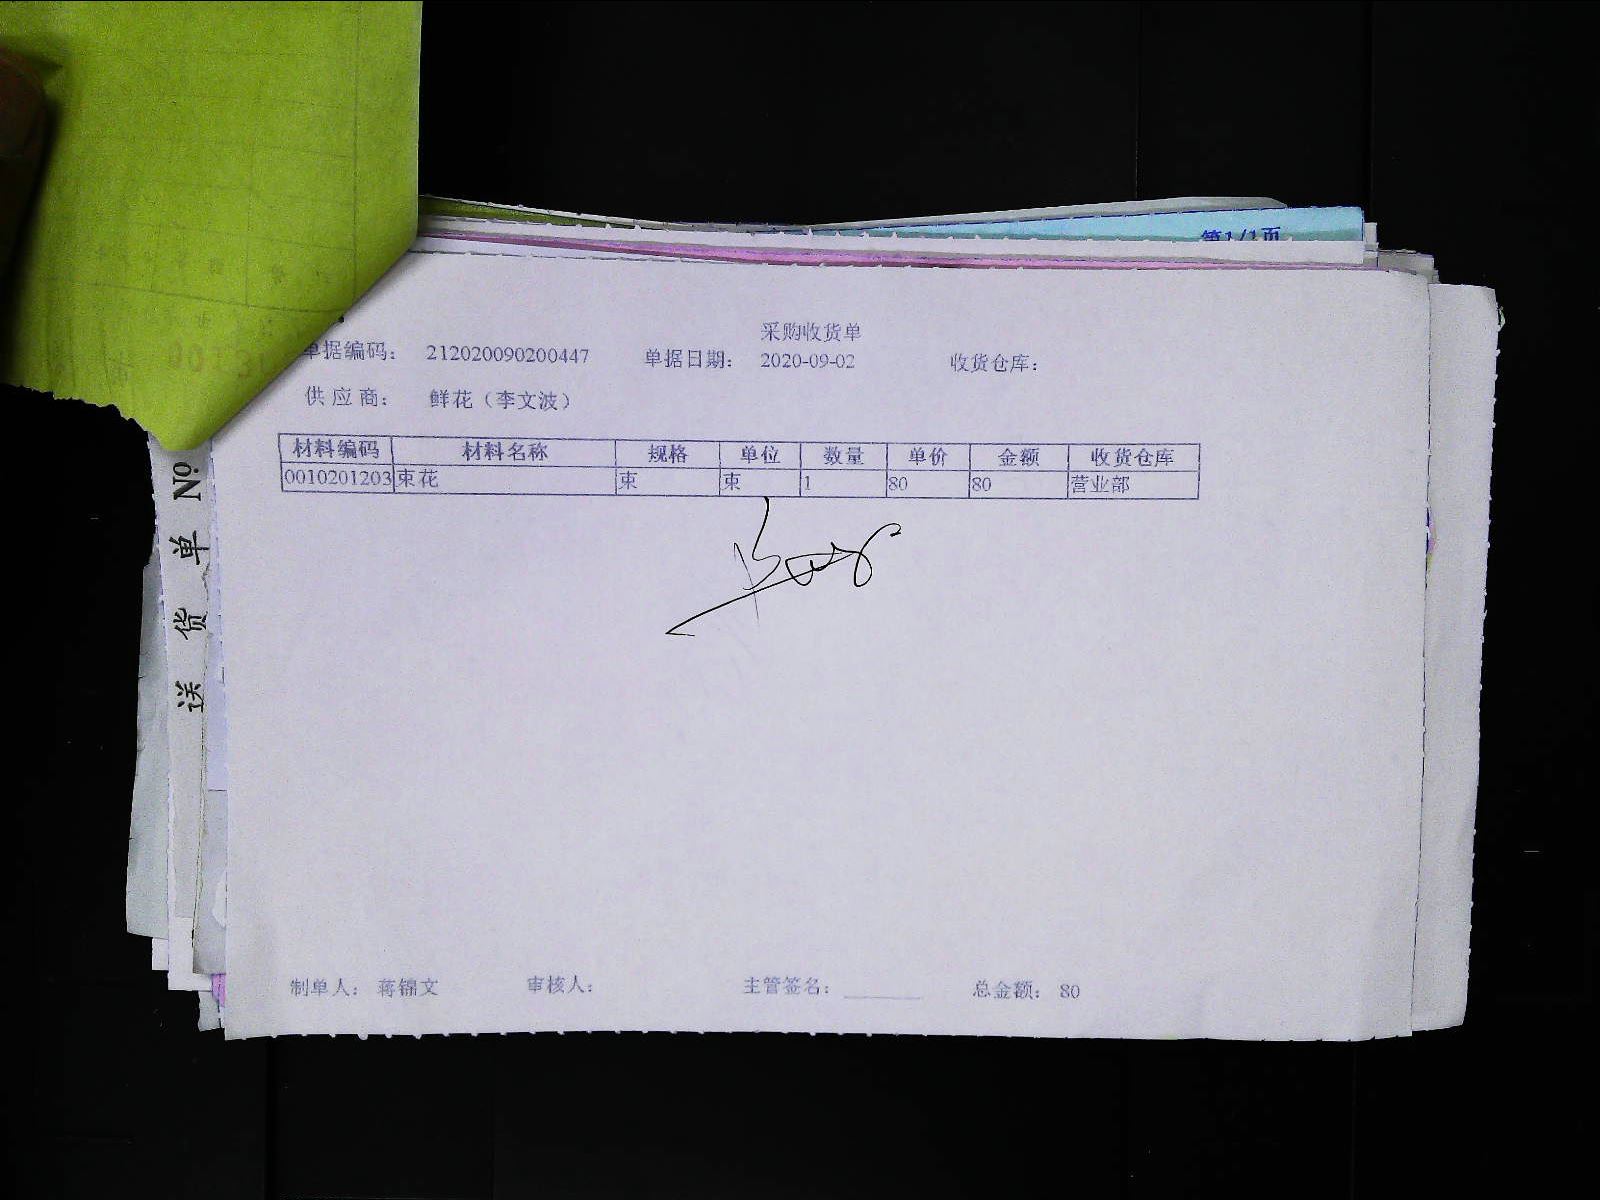 第1/1页
采购收货单
单据编码： 212020090200447 单据日期： 2020-09-02 收货仓库：
供应商： 鲜花（李文波）
材料编码 材料名称 规格 单位 数量 单价 金额 收货仓库
0010201203 束花 束 束 1 80 80 营业部
制单人： 蒋锦文 审核人： 主管签名： ______ 总金额： 80
送货单 №